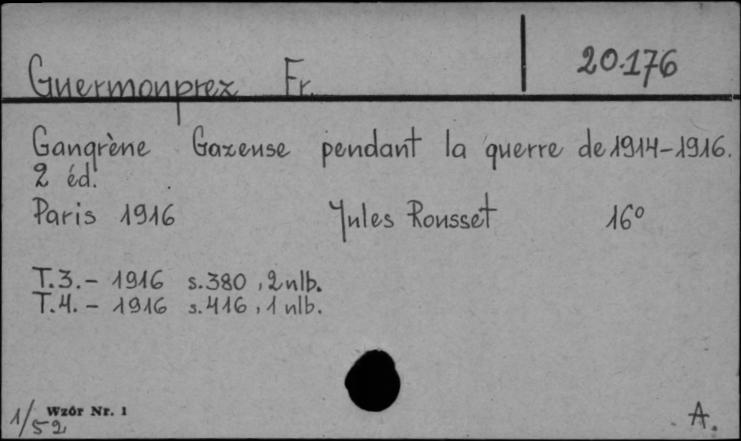 Guermonprez Fr. 20.176
Gangrène Gazeuse pendant la guerre de 1914-1916.
2 éd.
Paris 1916 Jules Rousset 16°
T.3.- 1916 s.380, 2 nlb.
T.4. - 1916 s.416, 1 nlb.
Wzór Nr. 1
1/52 A.